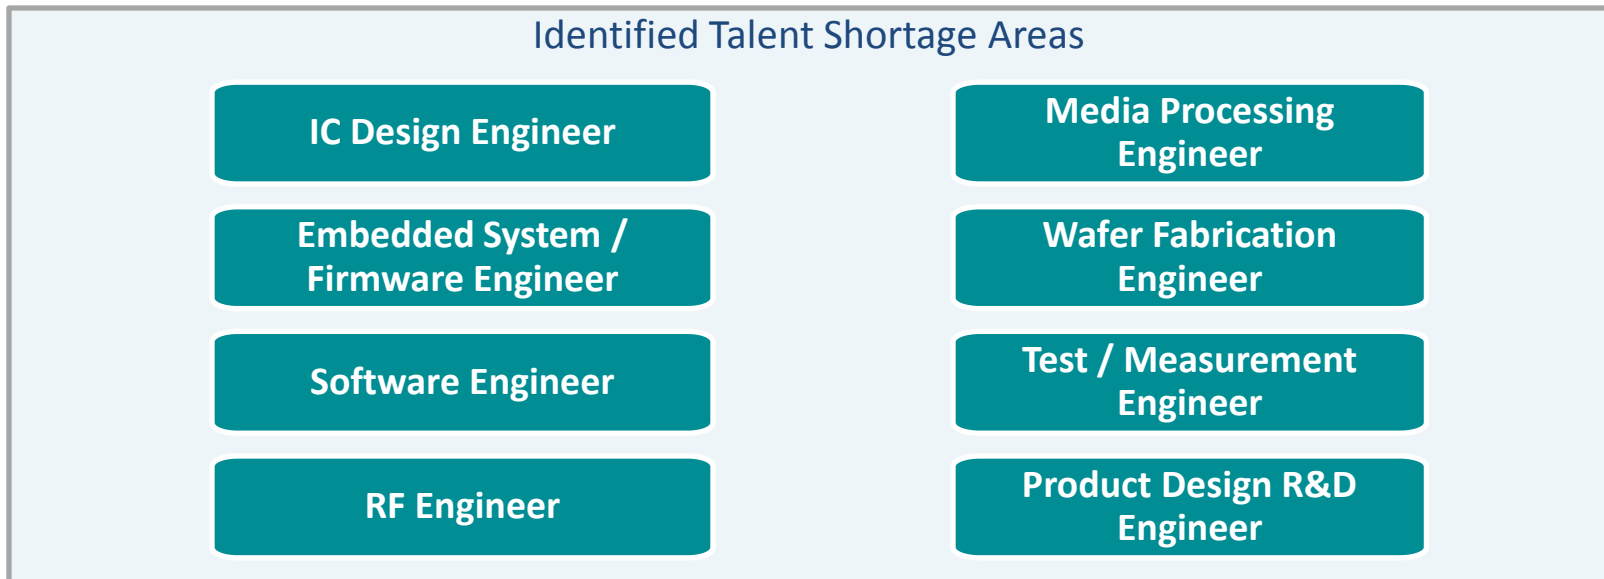 Identified Talent Shortage Areas
IC Design Engineer
Embedded System /
Firmware Engineer
Software Engineer
RF Engineer
Media Processing
Engineer
Wafer Fabrication
Engineer
Test / Measurement
Engineer
Product Design R&D
Engineer